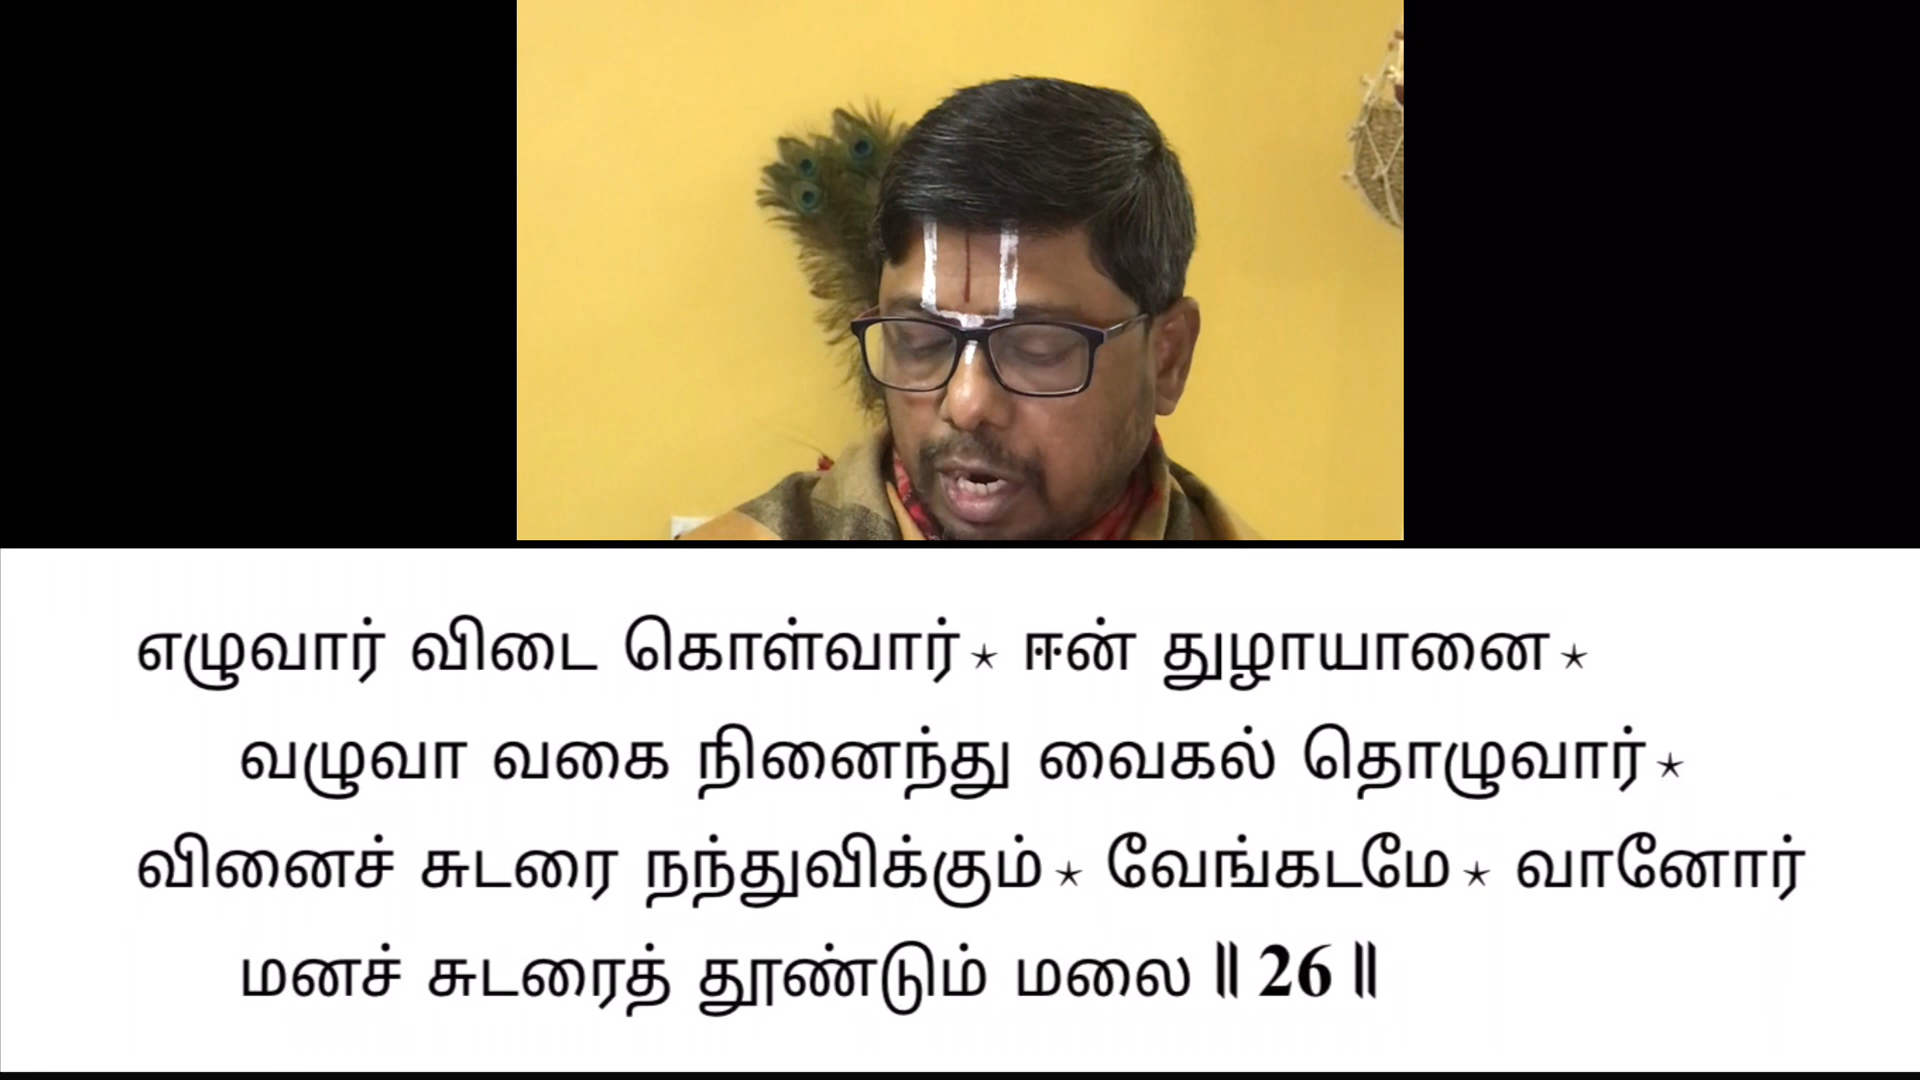 எழுவார் விடை கொள்வார்⋆ ஈன் துழாயானை⋆
வழுவா வகை நினைந்து வைகல் தொழுவார்⋆
வினைச் சுடரை நந்துவிக்கும்⋆ வேங்கடமே⋆ வானோர்
மனச் சுடரைத் தூண்டும் மலை ॥ 26 ॥